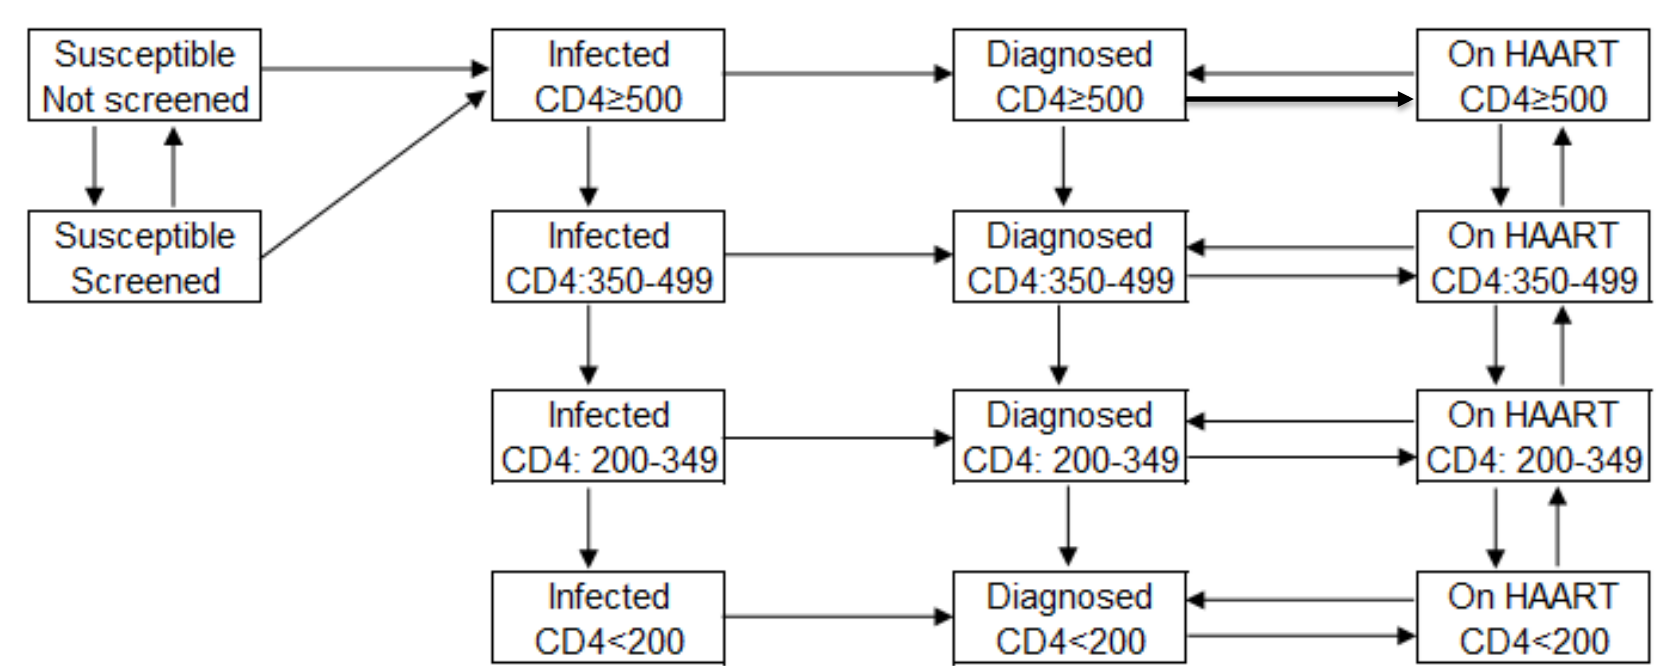 Susceptible
Not screened
Infected
CD4≥500
Diagnosed
CD4≥500
On HAART
CD4≥500
Susceptible
Screened
Infected
CD4:350-499
Diagnosed
CD4:350-499
On HAART
CD4:350-499
Infected
CD4: 200-349
Diagnosed
CD4: 200-349
On HAART
CD4: 200-349
Infected
CD4<200
Diagnosed
CD4<200
On HAART
CD4<200